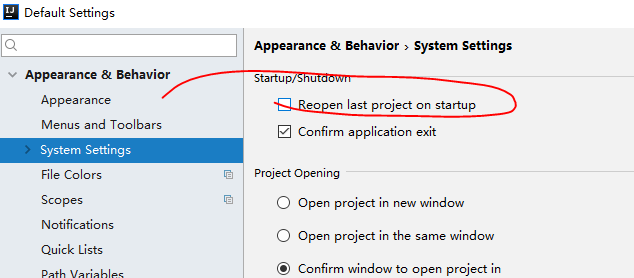 Default Settings
Appearance & Behavior
Appearance
Menus and Toolbars
System Settings
File Colors
Scopes
Notifications
Quick Lists
Path Variables
Appearance & Behavior › System Settings
Startup/Shutdown
Reopen last project on startup
Confirm application exit
Project Opening
Open project in new window
Open project in the same window
Confirm window to open project in